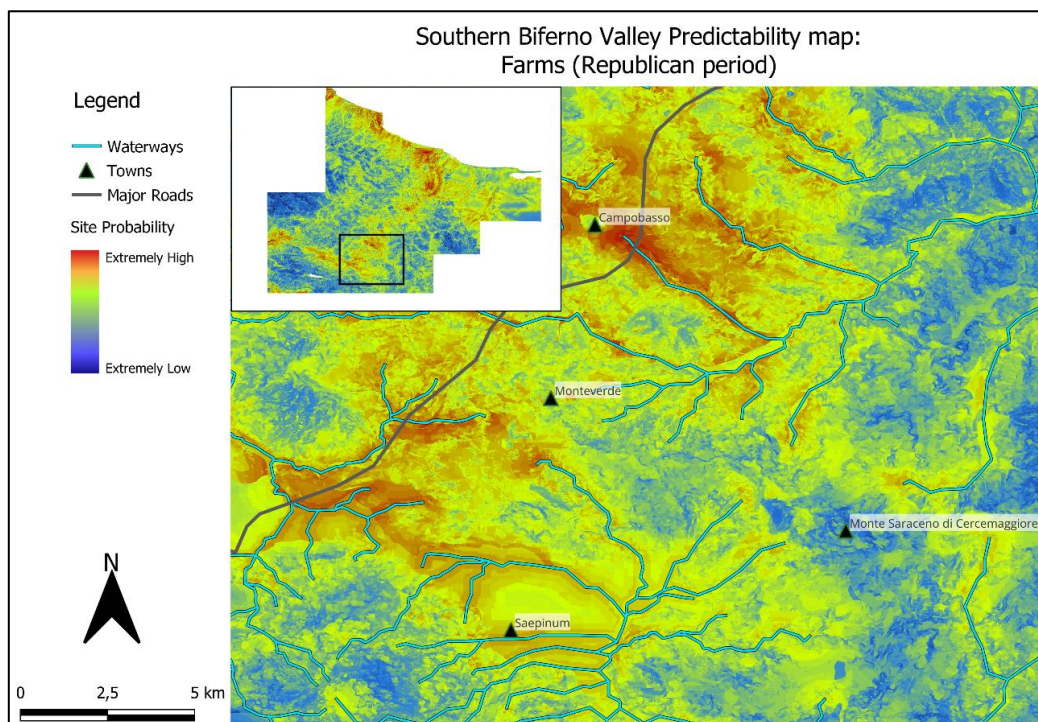 Southern Biferno Valley Predictability map:
Farms (Republican period)
Legend
Waterways
Towns
Major Roads
Site Probability
Extremely High
Extremely Low
Campobasso
Monteverde
Monte Saraceno di Cercemaggiore
Saepinum
N
0 2,5 5 km